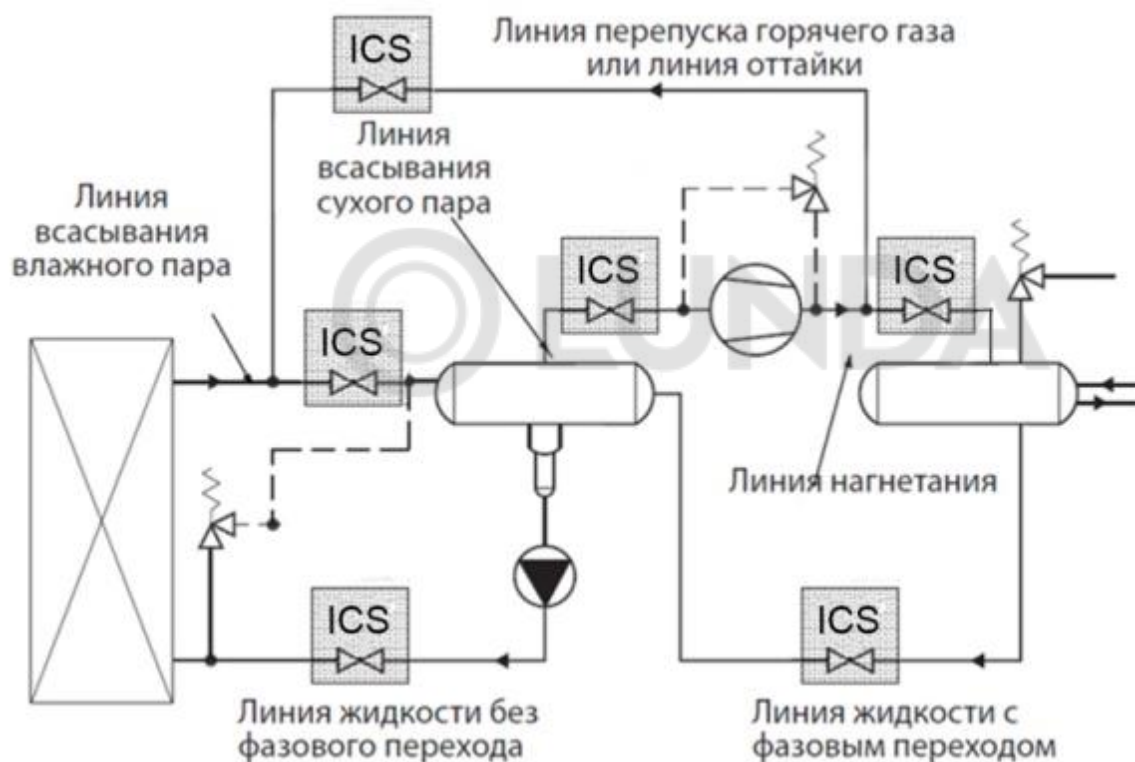 ICS
Линия перепуска горячего газа
или линия оттайки
Линия
всасывания
сухого пара
Линия
всасывания
влажного пара
ICS
ICS
ICS
LUNDA
Линия нагнетания
ICS
ICS
Линия жидкости без
фазового перехода
Линия жидкости с
фазовым переходом